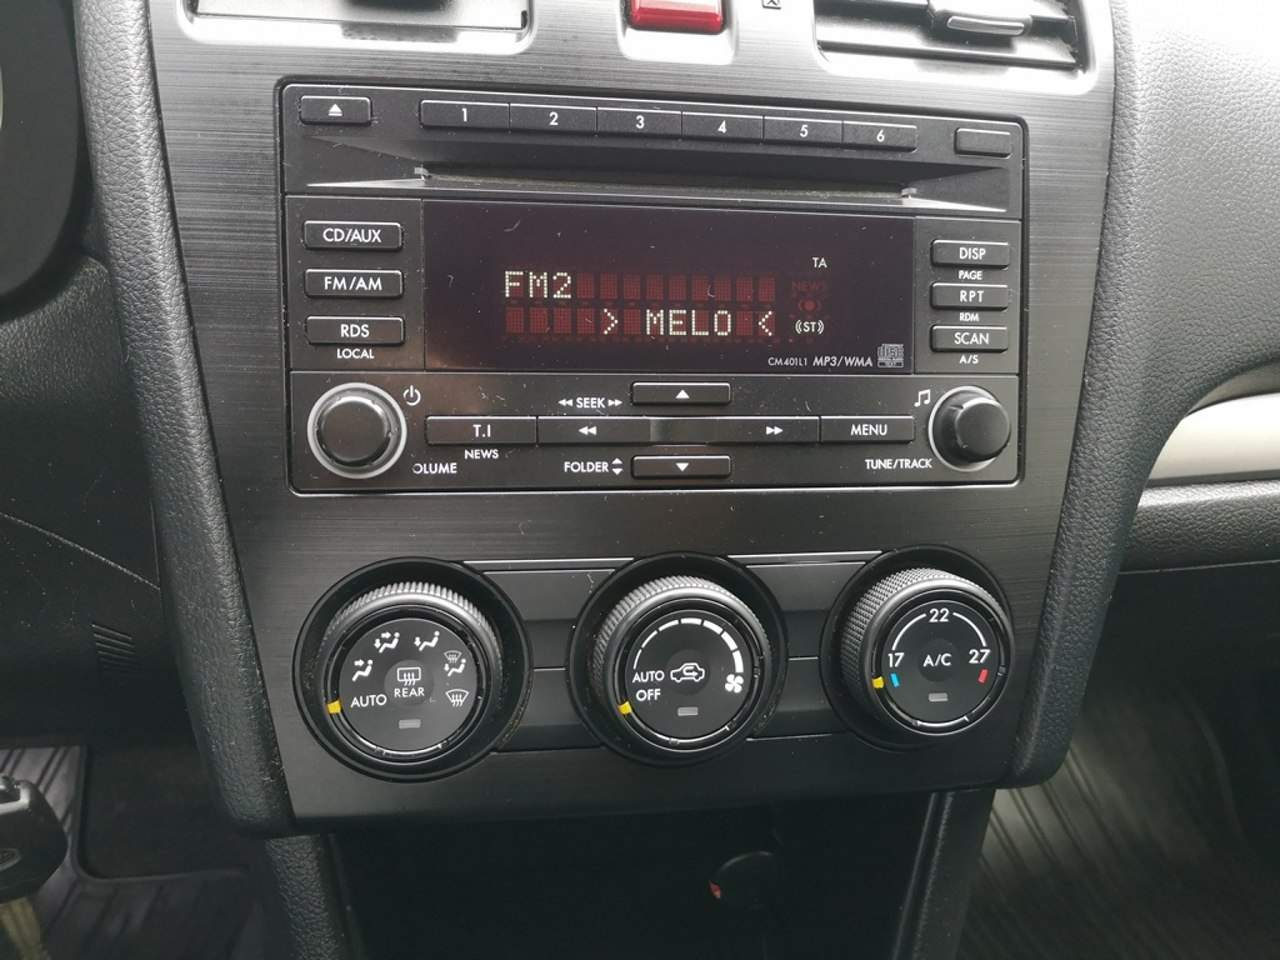 1 2 3 4 5 6
CD/AUX
FM/AM
RDS
LOCAL
TA
FM2
NEWS
> MELO <
((ST))
CM401L1 MP3/WMA
DISP
PAGE
RPT
RDM
SCAN
A/S
SEEK
T.I
NEWS
MENU
OLUME
FOLDER
TUNE/TRACK
AUTO
REAR
AUTO
OFF
22
17 A/C 27